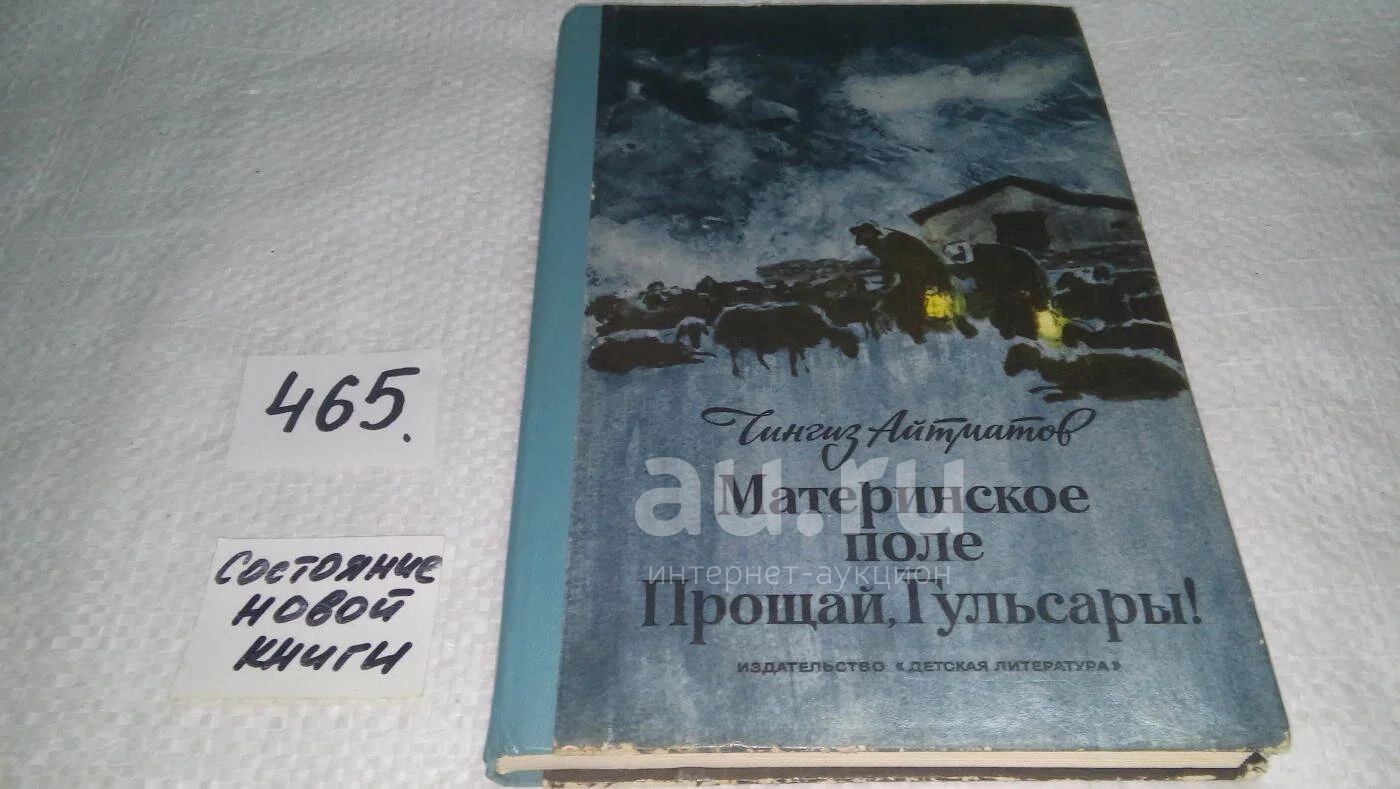 465.
Состояние
новой
книги
Чингиз Айтматов
Материнское
поле
Прощай, Гульсары!
ИЗДАТЕЛЬСТВО «ДЕТСКАЯ ЛИТЕРАТУРА»
au.ru
интернет-аукцион